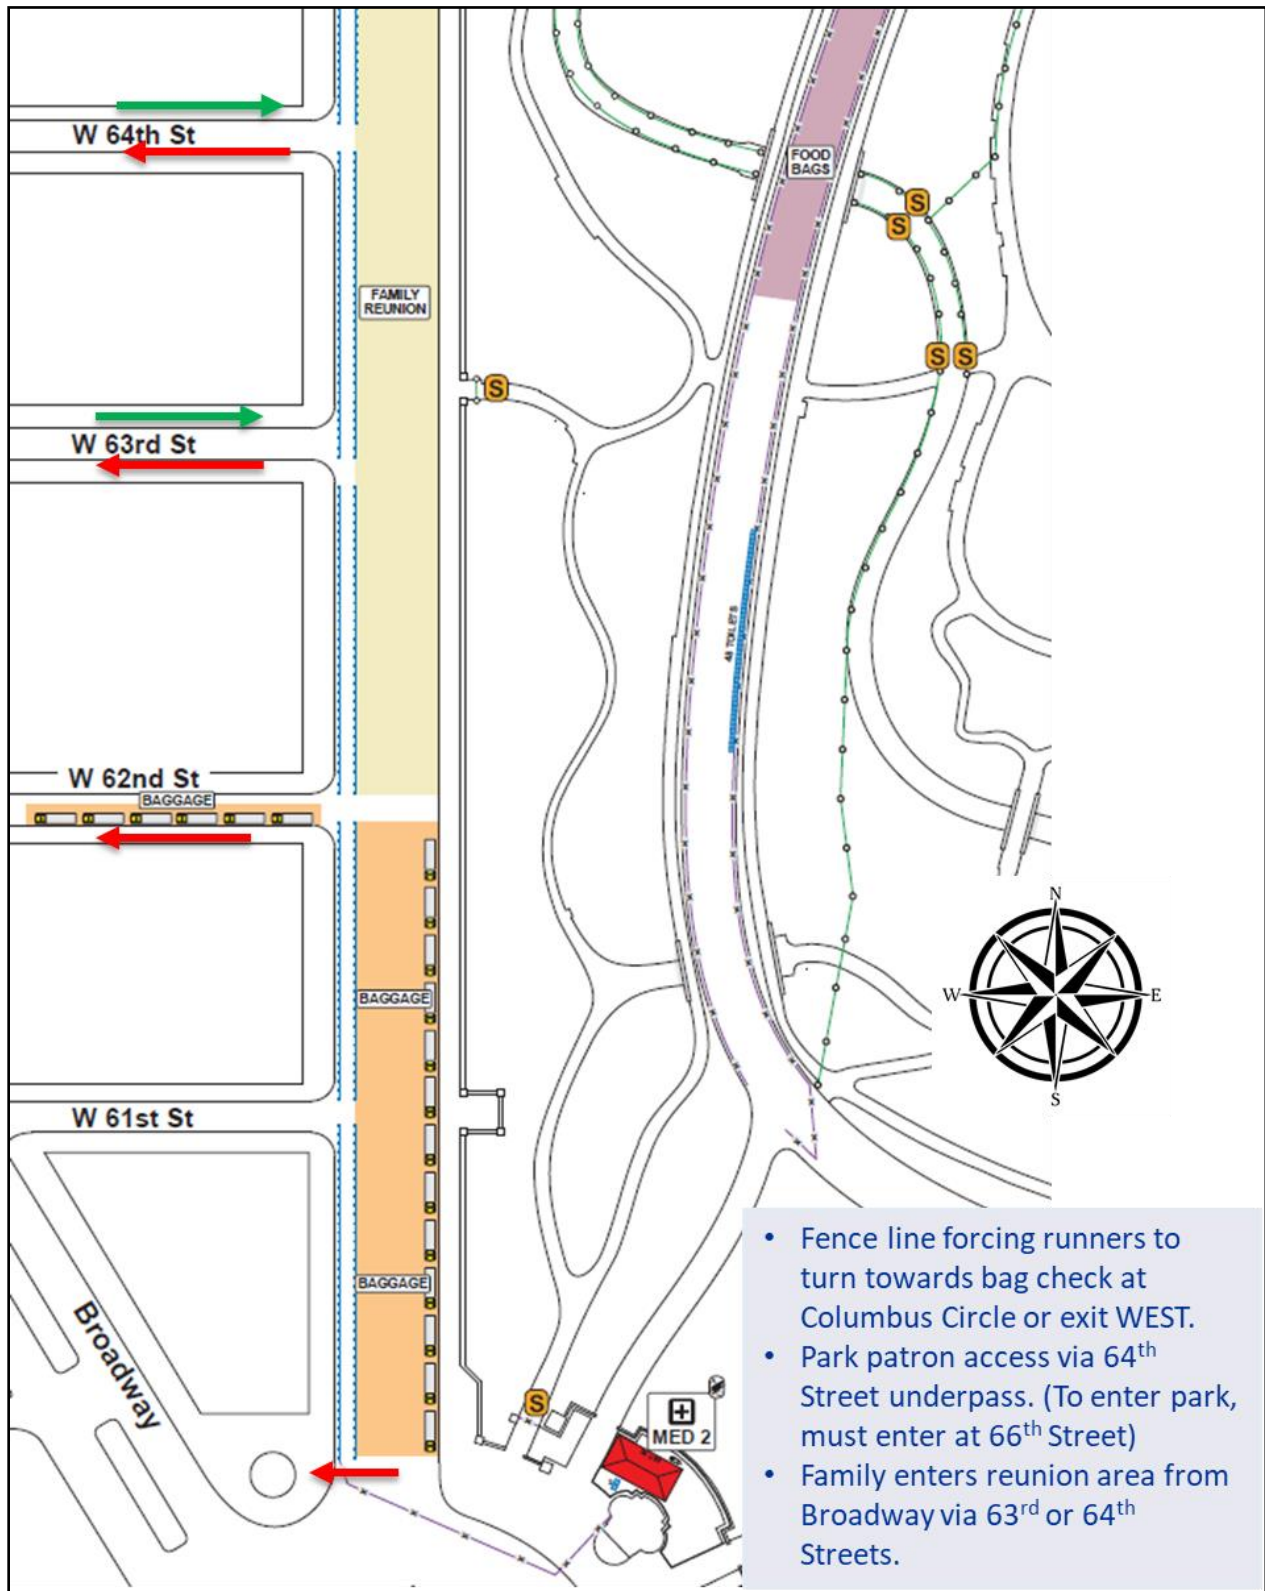 W 64th St
FOOD
BAGS
S
S
FAMILY
REUNION
S
S
S
W 63rd St
48 TOILETS
W 62nd St
BAGGAGE
N
W
E
S
BAGGAGE
W 61st St
BAGGAGE
Broadway
S
MED 2
• Fence line forcing runners to
turn towards bag check at
Columbus Circle or exit WEST.
• Park patron access via 64th
Street underpass. (To enter park,
must enter at 66th Street)
• Family enters reunion area from
Broadway via 63rd or 64th
Streets.